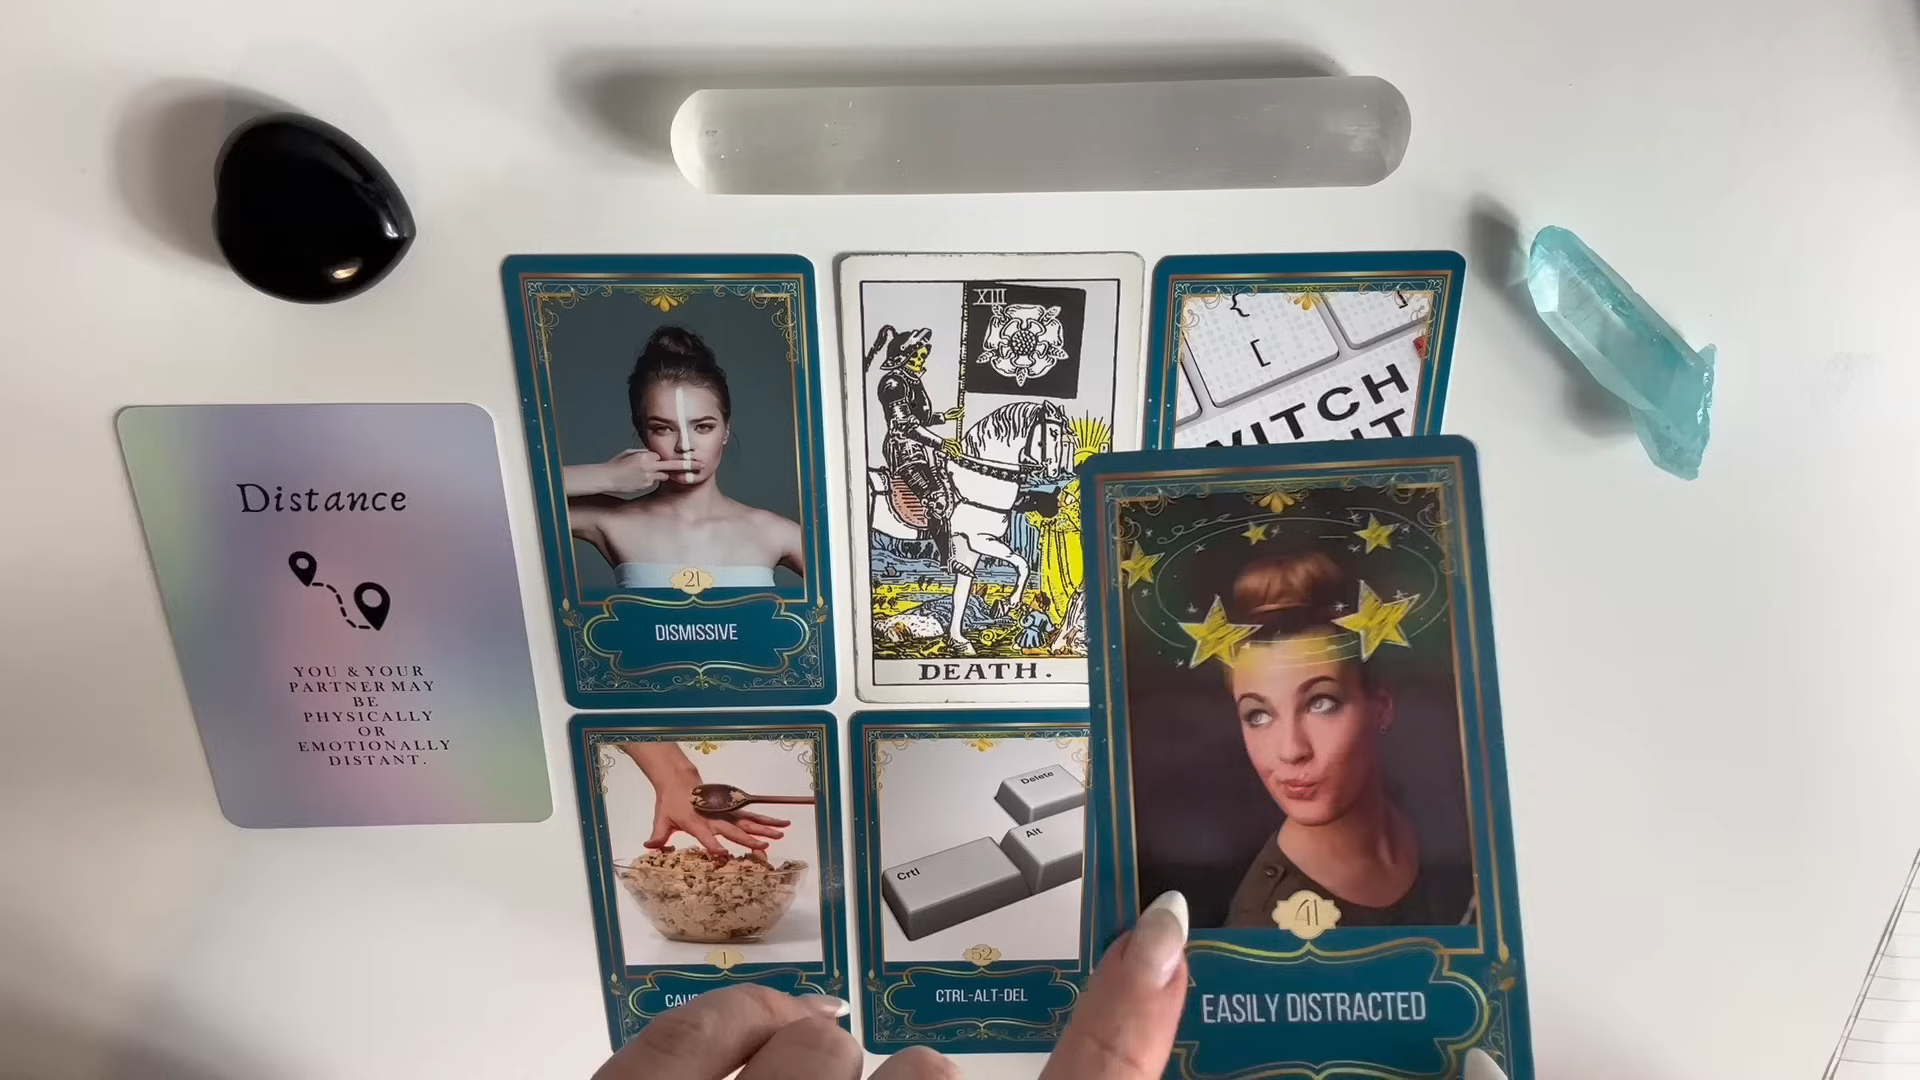 Distance
YOU & YOUR
PARTNER MAY
BE
PHYSICALLY
OR
EMOTIONALLY
DISTANT.
21
DISMISSIVE
XIII
DEATH.
{
[
1
52
Crtl
Alt
Delete
CTRL-ALT-DEL
41
EASILY DISTRACTED